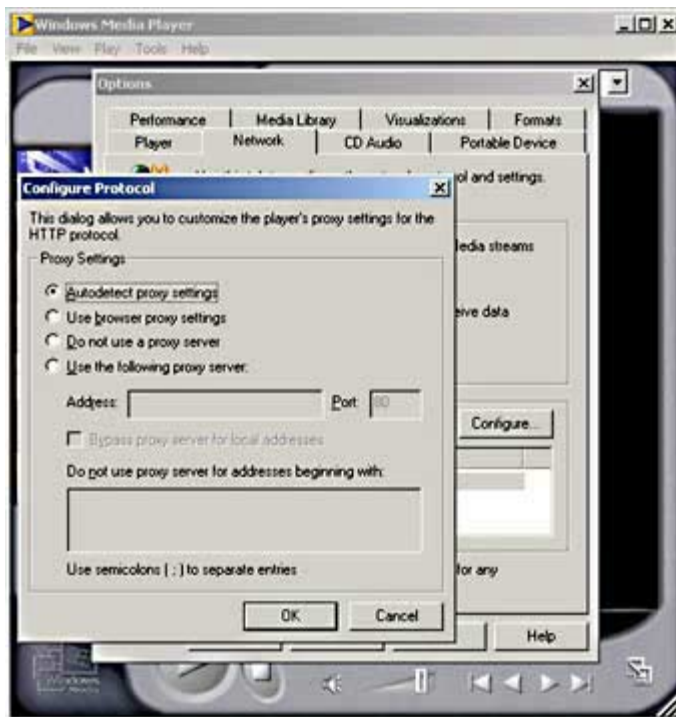 Windows Media Player
File View Play Tools Help
Options
Performance Media Library Visualizations Formats
Player Network CD Audio Portable Device
ol and settings.
Configure Protocol
This dialog allows you to customize the player's proxy settings for the
HTTP protocol.
Proxy Settings
Media streams
Autodetect proxy settings
Use browser proxy settings
eive data
Do not use a proxy server
Use the following proxy server:
Address: Port: 80
Configure...
Bypass proxy server for local addresses
Do not use proxy server for addresses beginning with:
Use semicolons ( ; ) to separate entries
for any
OK Cancel
Help
Windows
Media